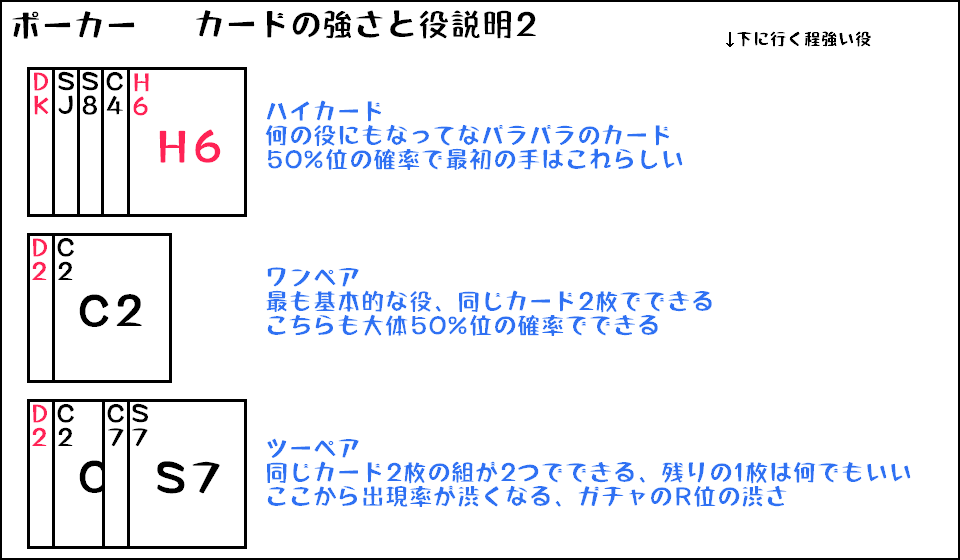 ポーカー　　カードの強さと役説明2
↓下に行く程強い役
D S S C H
K J 8 4 6
H6
ハイカード
何の役にもなってなパラパラのカード
50%位の確率で最初の手はこれらしい
D C
2 2
C2
ワンペア
最も基本的な役、同じカード2枚でできる
こちらも大体50%位の確率でできる
D C C S
2 2 7 7
C S7
ツーペア
同じカード2枚の組が2つでできる、残りの1枚は何でもいい
ここから出現率が渋くなる、ガチャのR位の渋さ